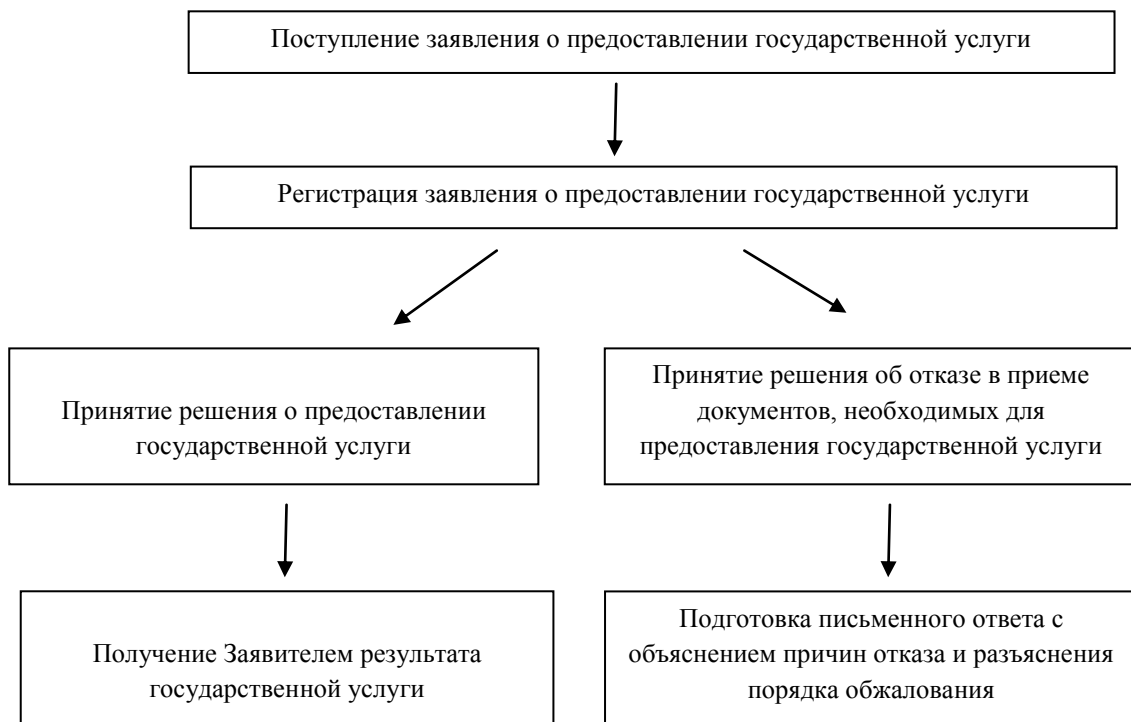 Поступление заявления о предоставлении государственной услуги
Регистрация заявления о предоставлении государственной услуги
Принятие решения о предоставлении
государственной услуги
Принятие решения об отказе в приеме
документов, необходимых для
предоставления государственной услуги
Получение Заявителем результата
государственной услуги
Подготовка письменного ответа с
объяснением причин отказа и разъяснения
порядка обжалования